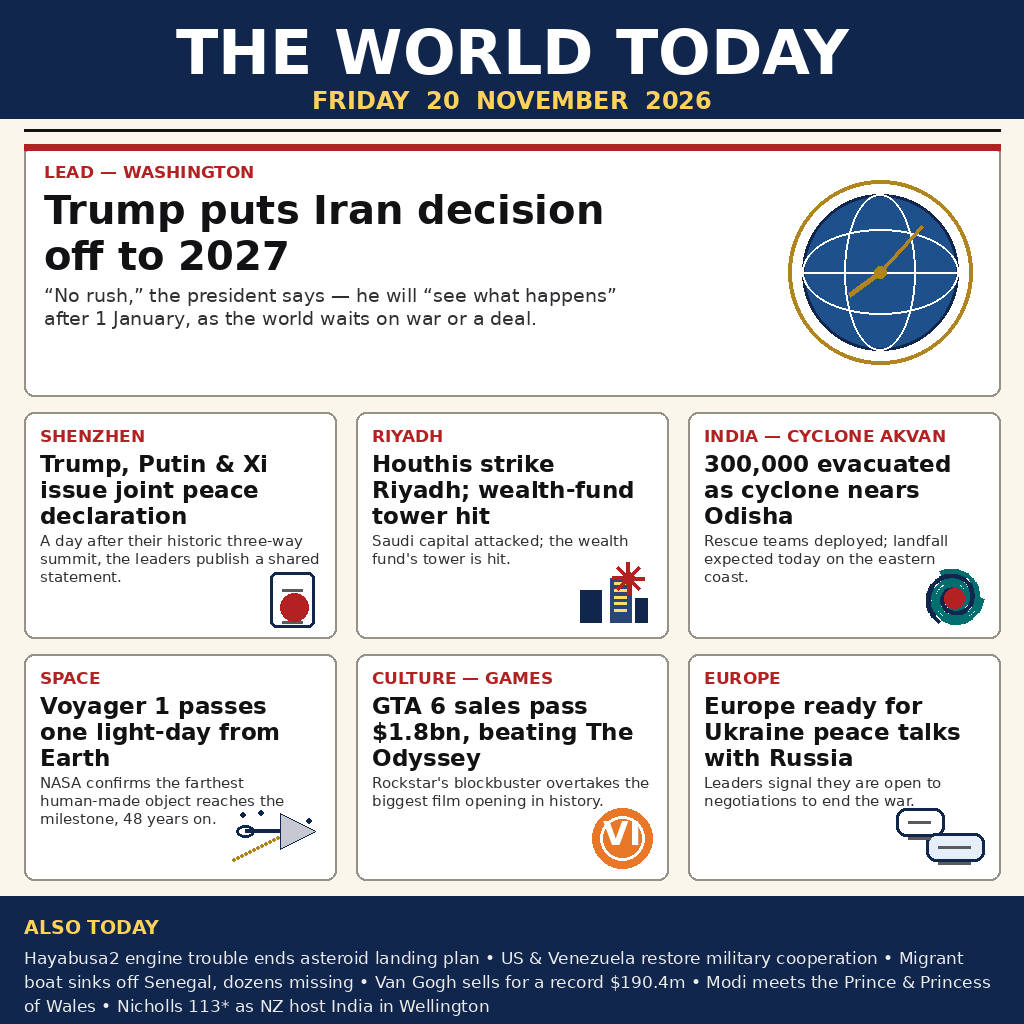 THE WORLD TODAY
FRIDAY 20 NOVEMBER 2026
LEAD — WASHINGTON
Trump puts Iran decision
off to 2027
“No rush,” the president says — he will “see what happens”
after 1 January, as the world waits on war or a deal.
SHENZHEN
Trump, Putin & Xi
issue joint peace
declaration
A day after their historic three-way
summit, the leaders publish a shared
statement.
RIYADH
Houthis strike
Riyadh; wealth-fund
tower hit
Saudi capital attacked; the wealth
fund's tower is hit.
INDIA — CYCLONE AKVAN
300,000 evacuated
as cyclone nears
Odisha
Rescue teams deployed; landfall
expected today on the eastern
coast.
SPACE
Voyager 1 passes
one light-day from
Earth
NASA confirms the farthest
human-made object reaches the
milestone, 48 years on.
CULTURE — GAMES
GTA 6 sales pass
$1.8bn, beating The
Odyssey
Rockstar's blockbuster overtakes the
biggest film opening in history.
VI
EUROPE
Europe ready for
Ukraine peace talks
with Russia
Leaders signal they are open to
negotiations to end the war.
ALSO TODAY
Hayabusa2 engine trouble ends asteroid landing plan • US & Venezuela restore military cooperation • Migrant
boat sinks off Senegal, dozens missing • Van Gogh sells for a record $190.4m • Modi meets the Prince & Princess
of Wales • Nicholls 113* as NZ host India in Wellington